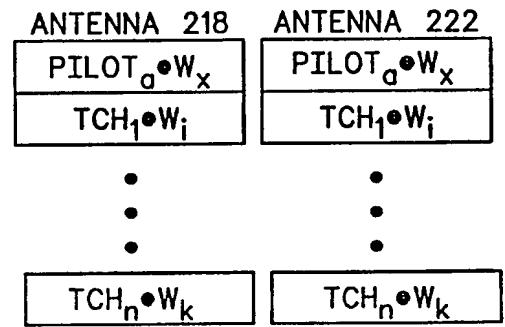 ANTENNA 218 ANTENNA 222
PILOTa•Wx PILOTa•Wx
TCH1•Wi TCH1•Wi
TCHn•Wk TCHn•Wk